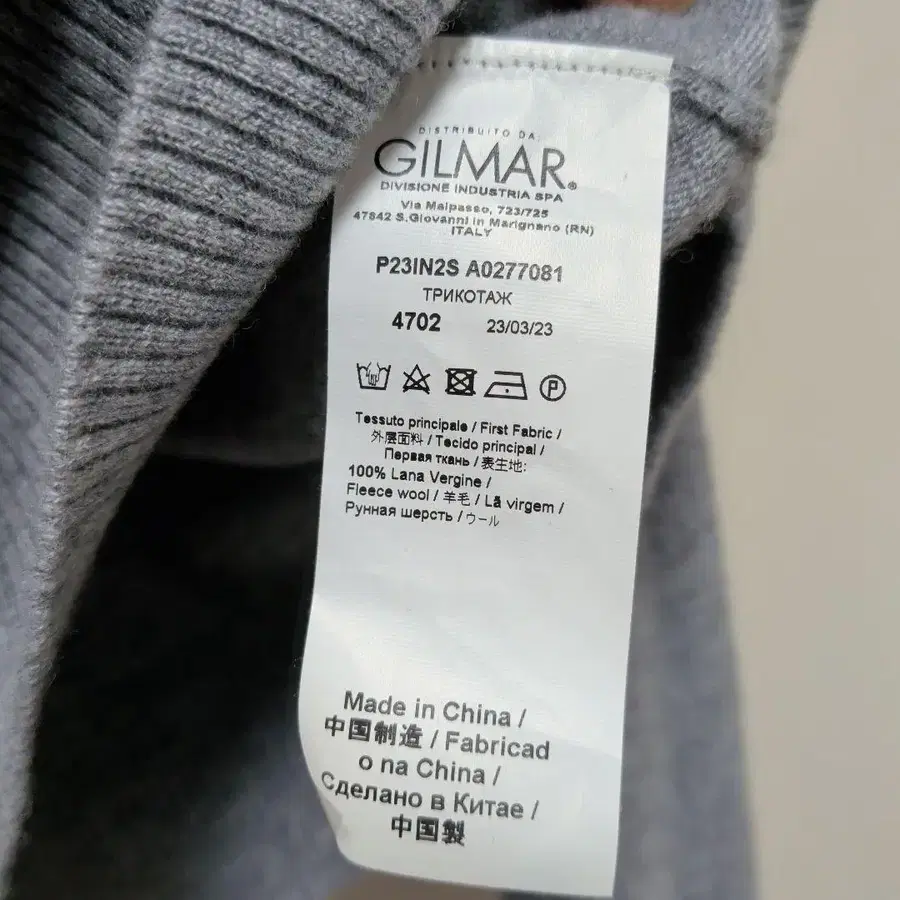 DISTRIBUITO DA:
GILMAR®
DIVISIONE INDUSTRIA SPA
Via Malpasso, 723/725
47842 S.Giovanni in Marignano (RN)
ITALY
P23IN2S A0277081
ТРИКОТАЖ
4702 23/03/23
P
Tessuto principale / First Fabric /
外层面料 / Tecido principal /
Первая ткань / 表生地:
100% Lana Vergine /
Fleece wool / 羊毛 / Lã virgem /
Рунная шерсть / ウール
Made in China /
中国制造 / Fabricad
o na China /
Сделано в Китае /
中国製